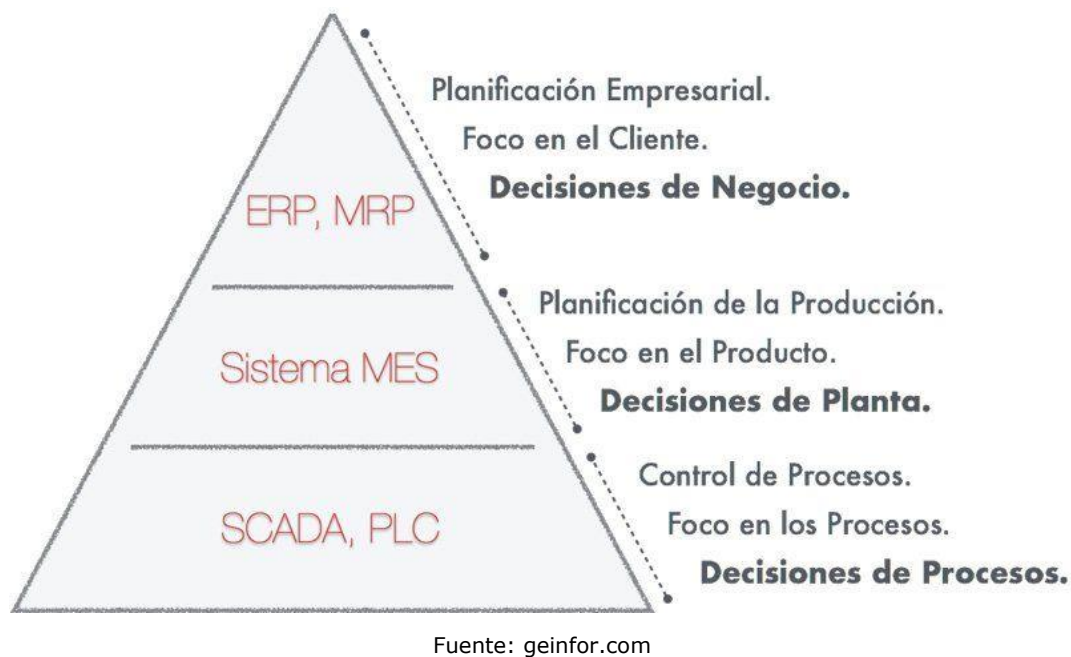 Planificación Empresarial.
Foco en el Cliente.
Decisiones de Negocio.
ERP, MRP
Planificación de la Producción.
Foco en el Producto.
Decisiones de Planta.
Sistema MES
Control de Procesos.
Foco en los Procesos.
Decisiones de Procesos.
SCADA, PLC
Fuente: geinfor.com